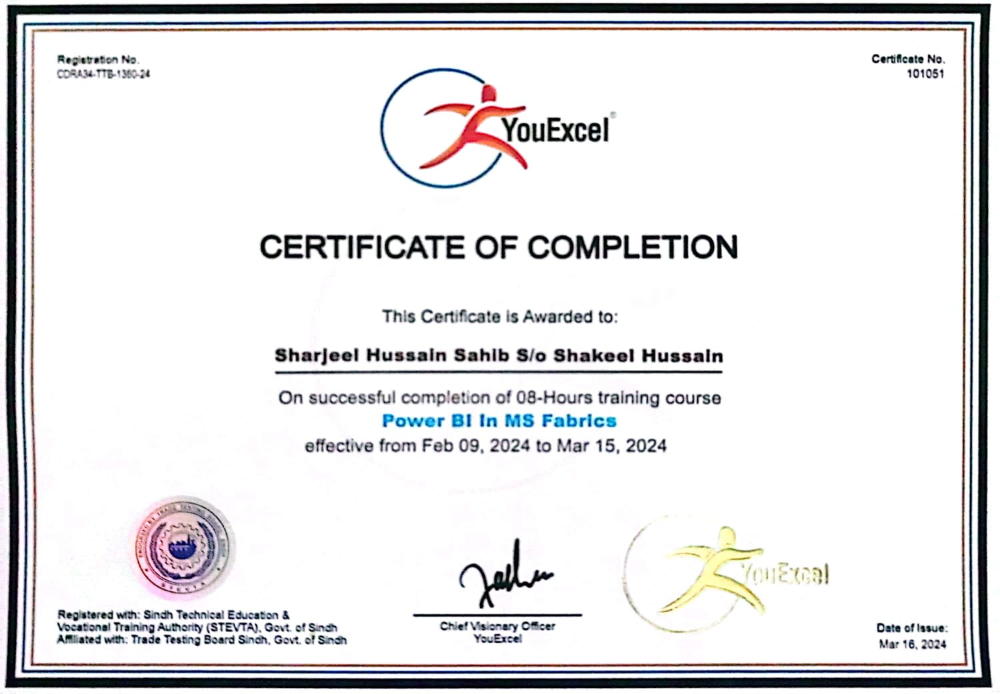 Registration No.
CDRA34-TTB-1360-24
Certificate No.
101051
YouExcel®
CERTIFICATE OF COMPLETION
This Certificate is Awarded to:
Sharjeel Hussain Sahib S/o Shakeel Hussain
On successful completion of 08-Hours training course
Power BI In MS Fabrics
effective from Feb 09, 2024 to Mar 15, 2024
STEVTA
YouExcel
Registered with: Sindh Technical Education &
Vocational Training Authority (STEVTA), Govt. of Sindh
Affiliated with: Trade Testing Board Sindh, Govt. of Sindh
Chief Visionary Officer
YouExcel
Date of Issue:
Mar 16, 2024